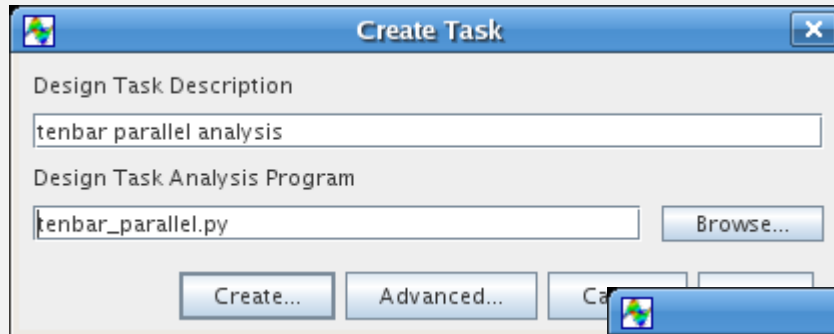 Create Task
Design Task Description
tenbar parallel analysis
Design Task Analysis Program
tenbar_parallel.py
Browse...
Create... Advanced...